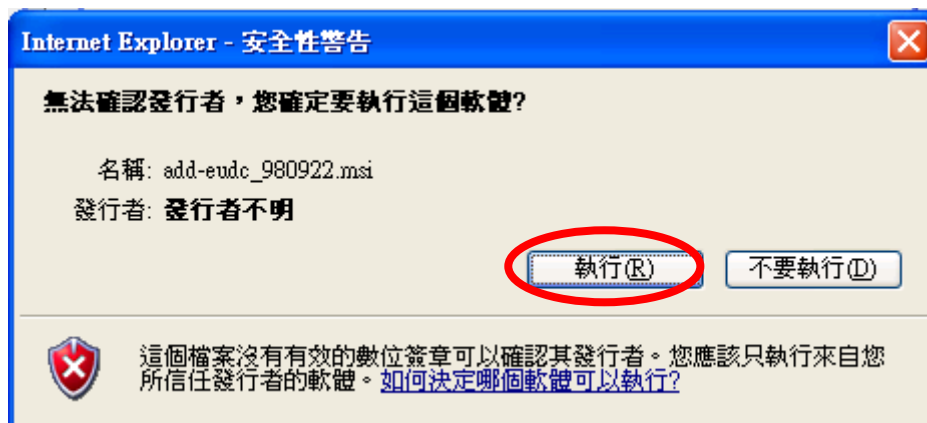 Internet Explorer - 安全性警告
無法確認發行者，您確定要執行這個軟體?
名稱: add-eudc_980922.msi
發行者: 發行者不明
執行(R) 不要執行(D)
這個檔案沒有有效的數位簽章可以確認其發行者。您應該只執行來自您
所信任發行者的軟體。如何決定哪個軟體可以執行?